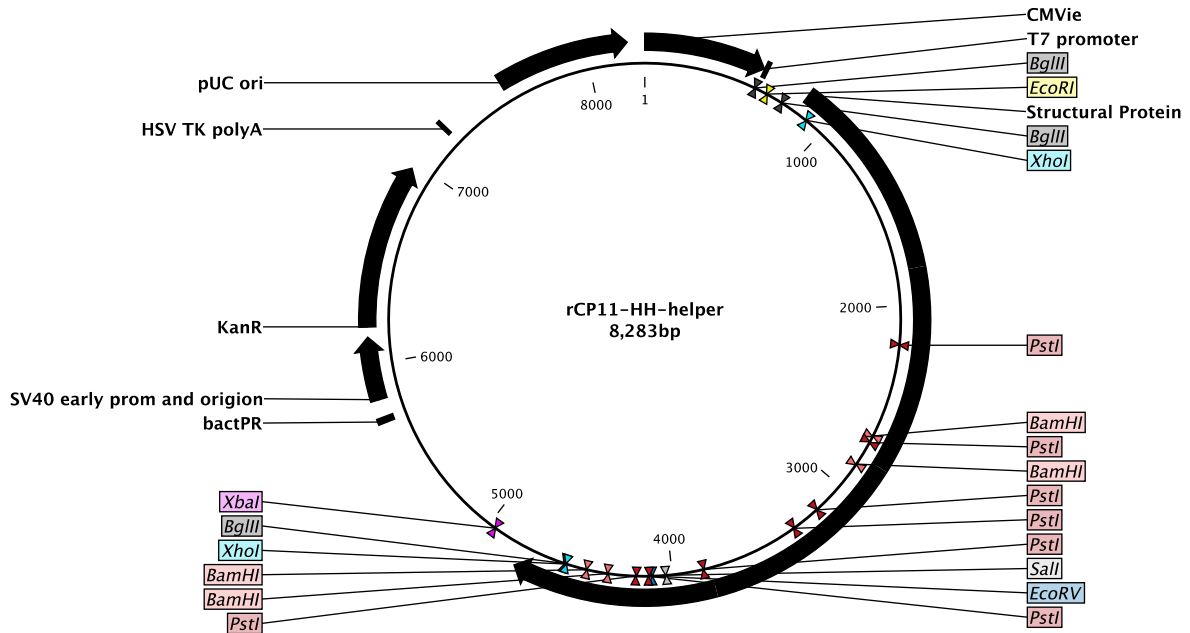 CMVie
T7 promoter
BglII
EcoRI
Structural Protein
BglII
XhoI
pUC ori
HSV TK polyA
KanR
SV40 early prom and origion
bactPR
8000
1
1000
7000
2000
rCP11-HH-helper
8,283bp
6000
3000
5000
4000
PstI
BamHI
PstI
BamHI
PstI
PstI
PstI
SalI
EcoRV
PstI
XbaI
BglII
XhoI
BamHI
BamHI
PstI